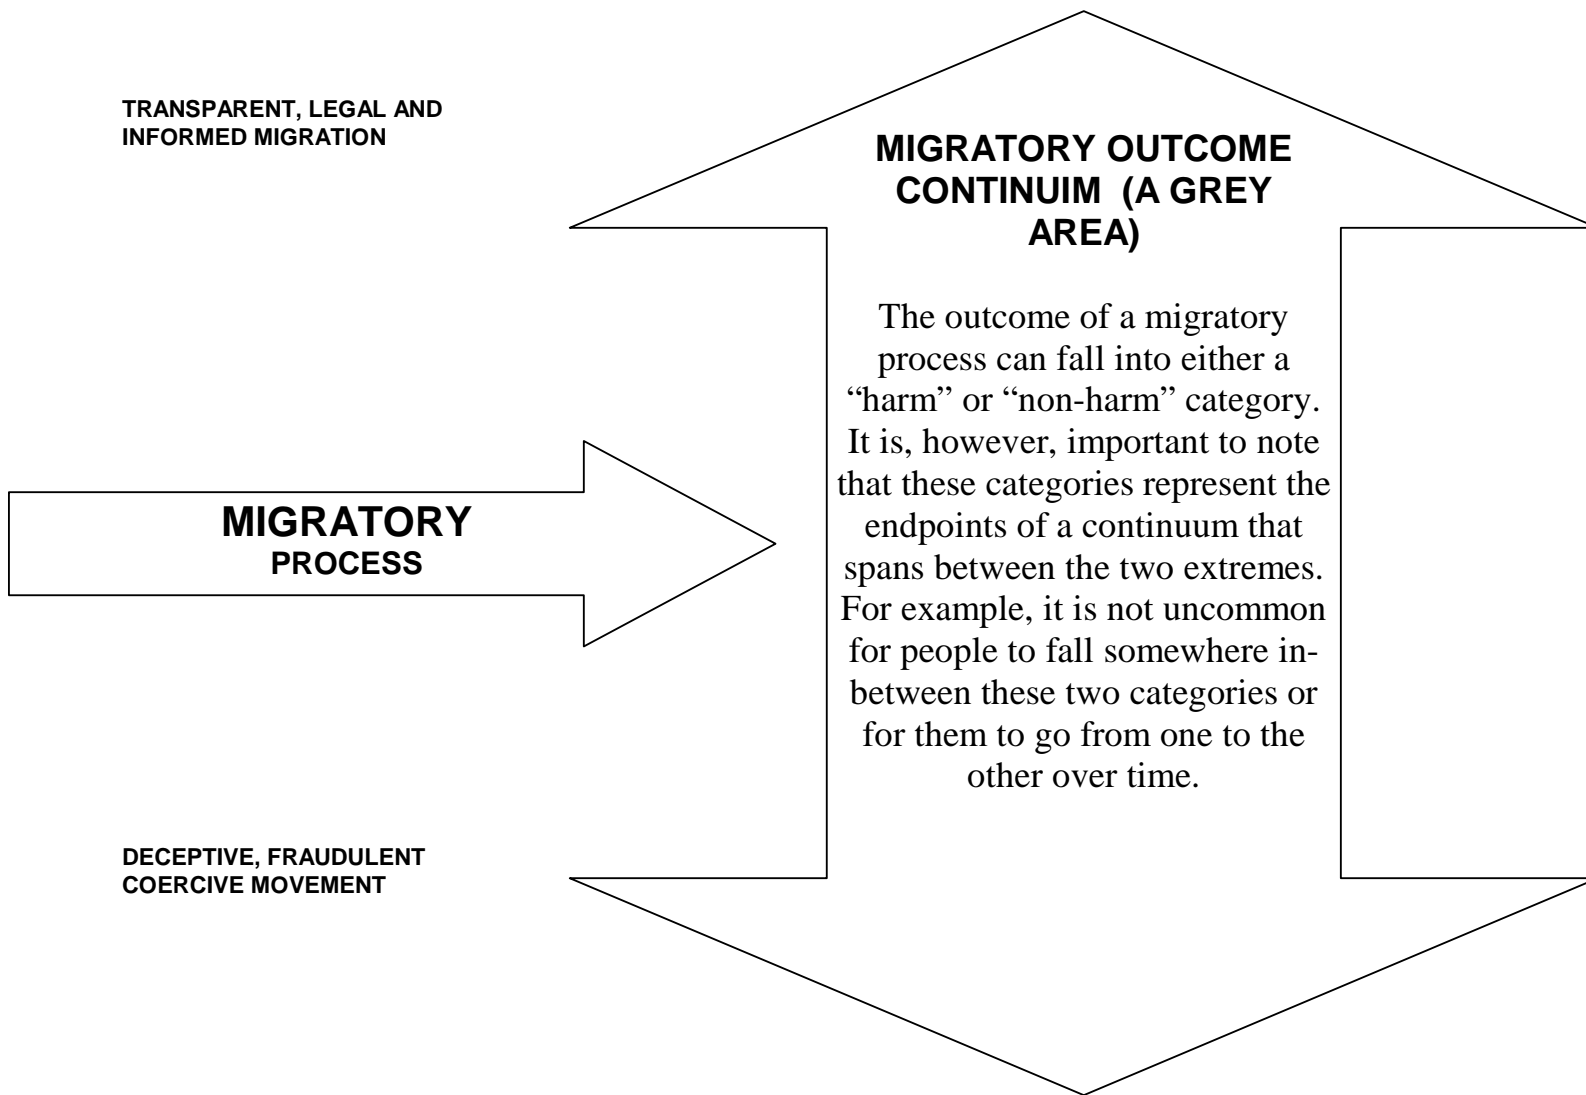 TRANSPARENT, LEGAL AND
INFORMED MIGRATION
MIGRATORY OUTCOME
CONTINUIM (A GREY
AREA)
The outcome of a migratory
process can fall into either a
“harm” or “non-harm” category.
It is, however, important to note
that these categories represent the
endpoints of a continuum that
spans between the two extremes.
For example, it is not uncommon
for people to fall somewhere in-
between these two categories or
for them to go from one to the
other over time.
MIGRATORY
PROCESS
DECEPTIVE, FRAUDULENT
COERCIVE MOVEMENT